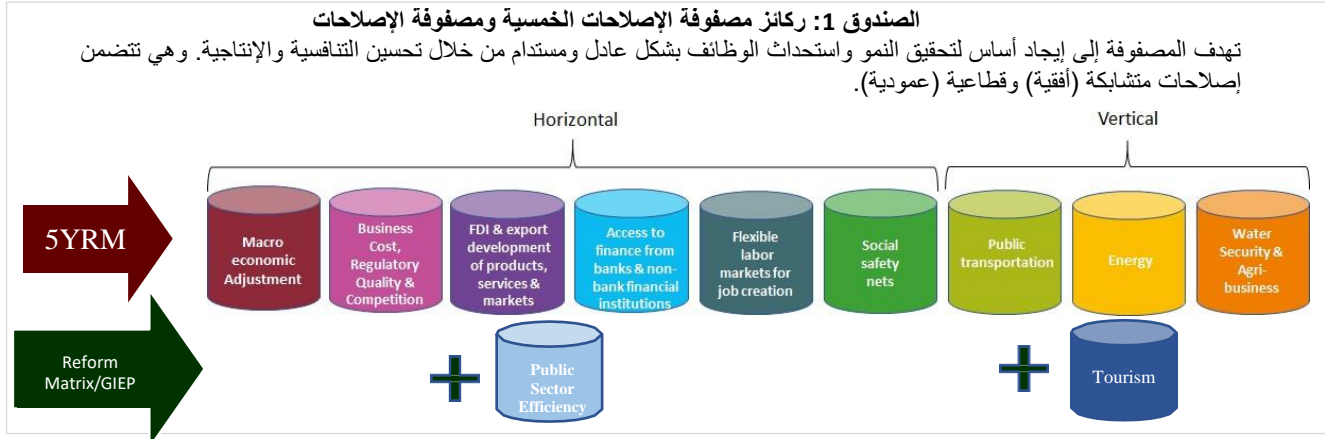 الصندوق 1: ركائز مصفوفة الإصلاحات الخمسية ومصفوفة الإصلاحات
تهدف المصفوفة إلى إيجاد أساس لتحقيق النمو واستحداث الوظائف بشكل عادل ومستدام من خلال تحسين التنافسية والإنتاجية. وهي تتضمن
إصلاحات متشابكة (أفقية) وقطاعية (عمودية).
Horizontal
Vertical
5YRM
Macro
economic
Adjustment
Business
Cost,
Regulatory
Quality &
Competition
FDI & export
development
of products,
services &
markets
Access to
finance from
banks & non-
bank financial
institutions
Flexible
labor
markets for
job creation
Social
safety
nets
Public
transportation
Energy
Water
Security &
Agri-
business
Reform
Matrix/GIEP
Public
Sector
Efficiency
Tourism